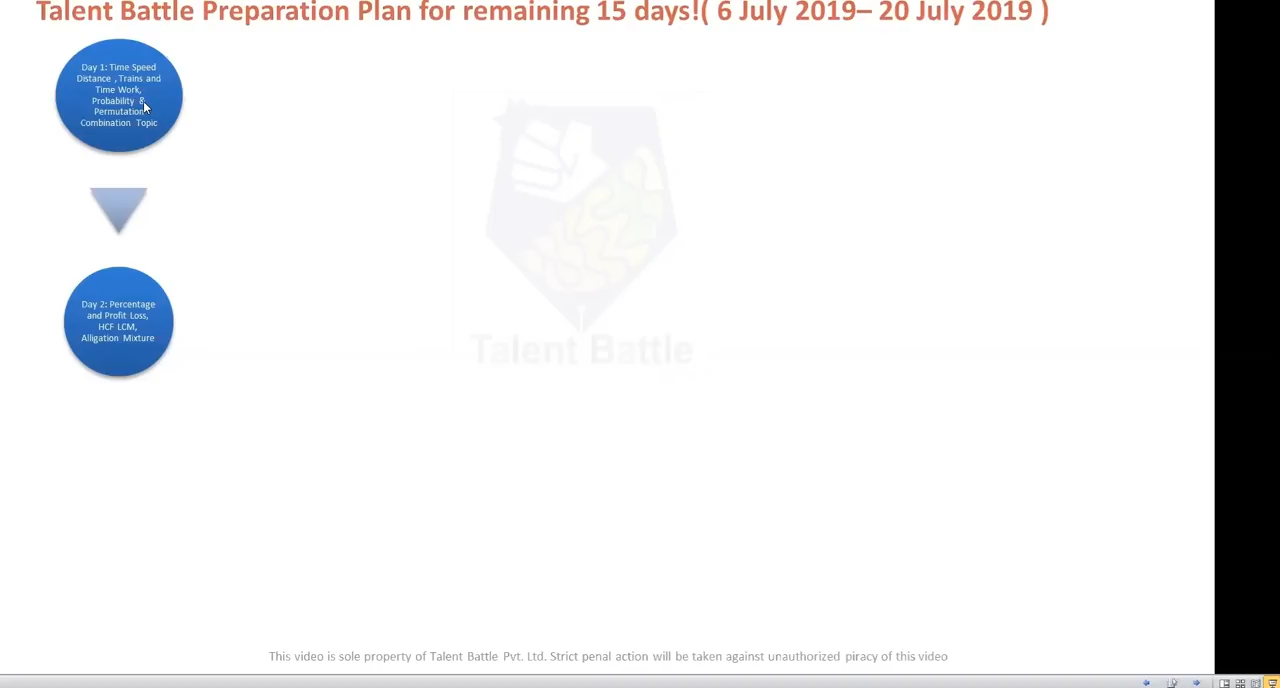 Talent Battle Preparation Plan for remaining 15 days!( 6 July 2019– 20 July 2019 )
Day 1: Time Speed
Distance , Trains and
Time Work,
Probability &
Permutation
Combination Topic
Day 2: Percentage
and Profit Loss,
HCF LCM,
Alligation Mixture
Talent Battle
This video is sole property of Talent Battle Pvt. Ltd. Strict penal action will be taken against unauthorized piracy of this video